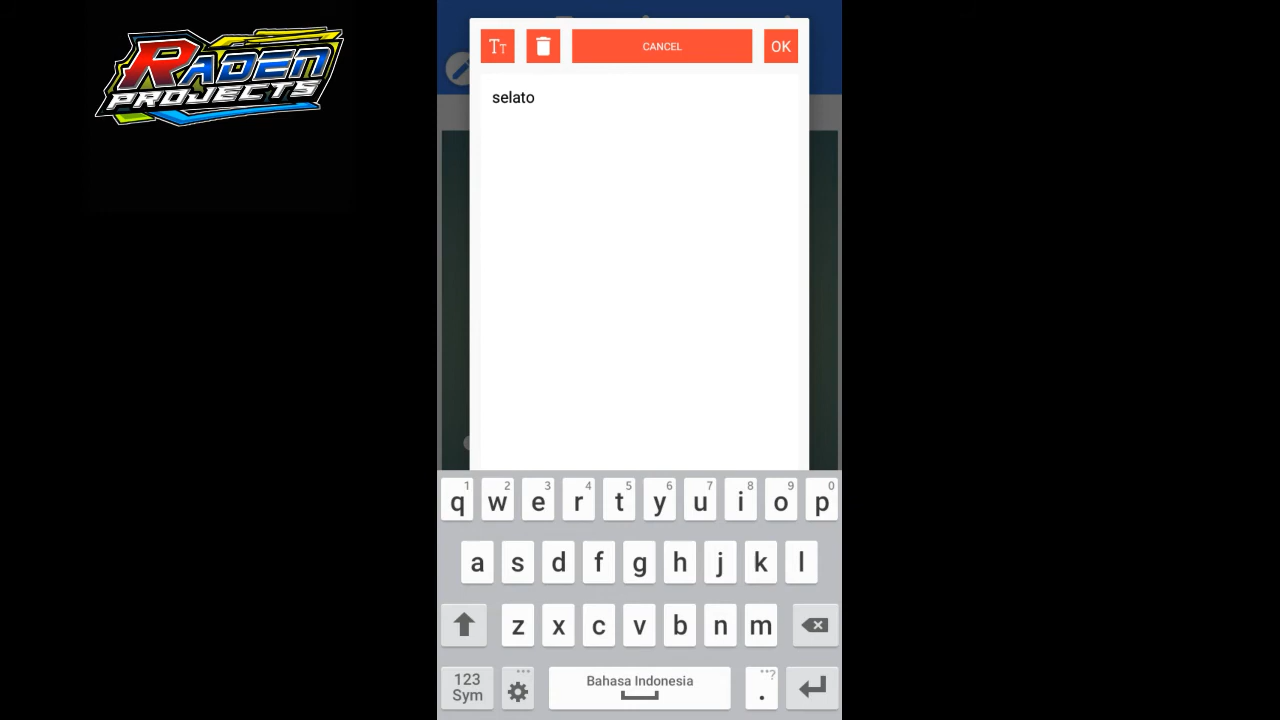 RADEN
PROJECTS
TT
CANCEL
OK
selato
1 2 3 4 5 6 7 8 9 0
q w e r t y u i o p
a s d f g h j k l
z x c v b n m
123
Sym
...
Bahasa Indonesia
**?
.